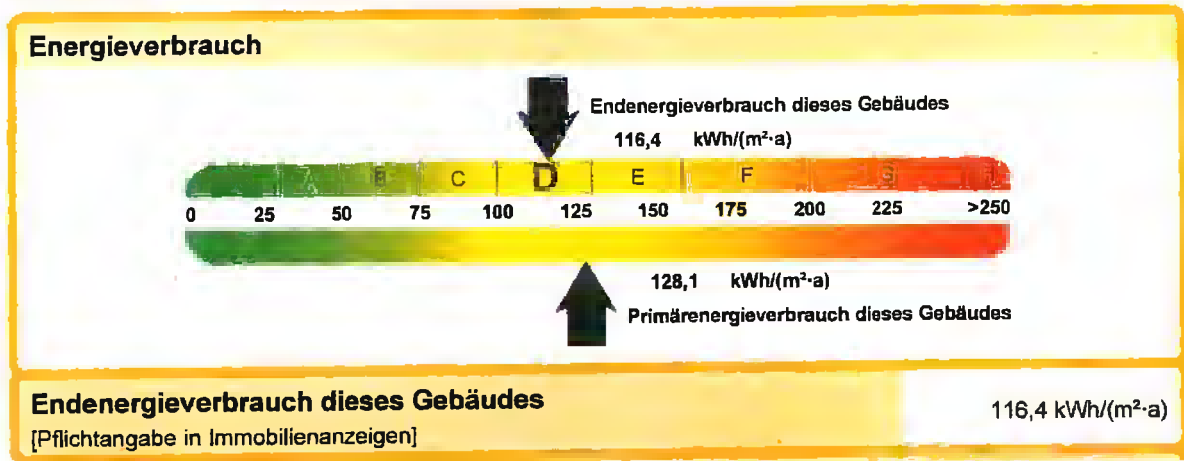 Energieverbrauch
Endenergieverbrauch dieses Gebäudes
116,4 kWh/(m²·a)
A B C D E F G H
0 25 50 75 100 125 150 175 200 225 >250
128,1 kWh/(m²·a)
Primärenergieverbrauch dieses Gebäudes
Endenergieverbrauch dieses Gebäudes
116,4 kWh/(m²·a)
[Pflichtangabe in Immobilienanzeigen]